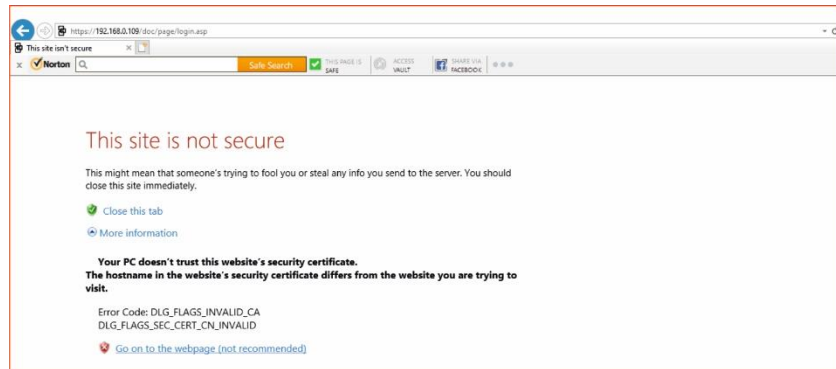 https://192.168.0.109/doc/page/login.asp
This site isn't secure
Norton
Safe Search
THIS PAGE IS
SAFE
ACCESS
VAULT
SHARE VIA
FACEBOOK
This site is not secure
This might mean that someone's trying to fool you or steal any info you send to the server. You should
close this site immediately.
Close this tab
More information
Your PC doesn't trust this website's security certificate.
The hostname in the website's security certificate differs from the website you are trying to
visit.
Error Code: DLG_FLAGS_INVALID_CA
DLG_FLAGS_SEC_CERT_CN_INVALID
Go on to the webpage (not recommended)